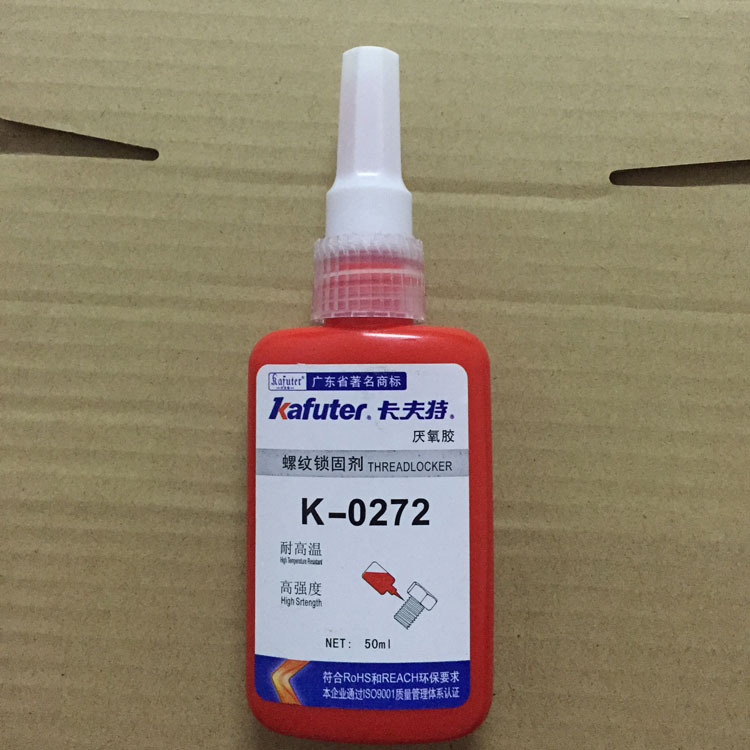 Kafuter® 广东省著名商标
Kafuter® 卡夫特®
厌氧胶
螺纹锁固剂 THREADLOCKER
K-0272
耐高温
High Temperature Resistant
高强度
High Srtength
NET: 50ml
符合RoHS和REACH环保要求
本企业通过ISO9001质量管理体系认证